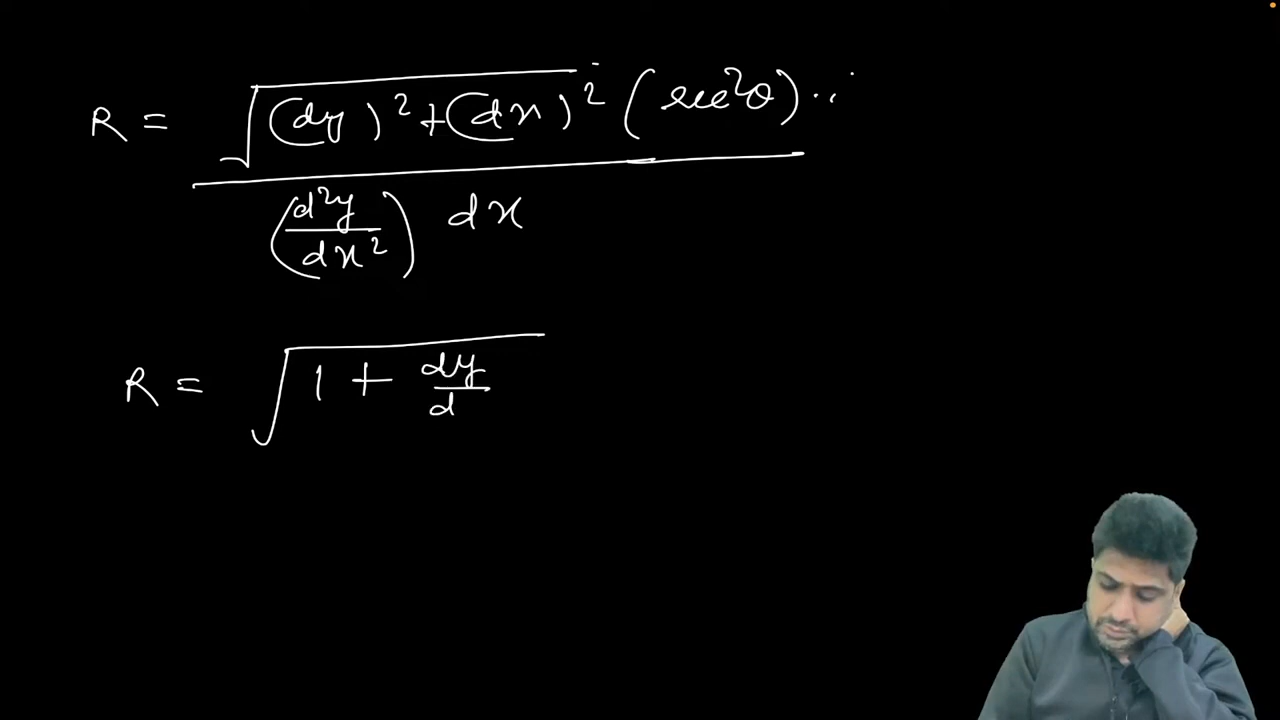 R = √((dy)² + (dx)²) (sec²θ) ..
(d²y/dx²) dx
R = √(1 + dy/d